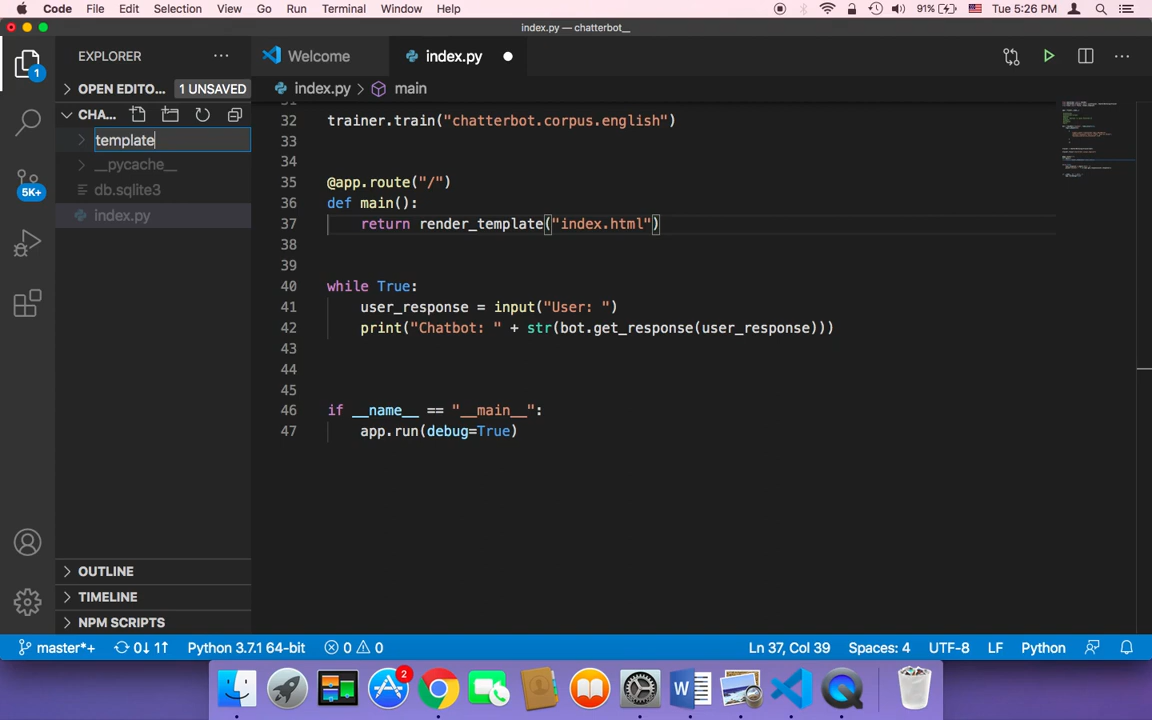 Code File Edit Selection View Go Run Terminal Window Help 91% Tue 5:26 PM
index.py — chatterbot_
EXPLORER
Welcome
index.py
1
OPEN EDITO... 1 UNSAVED
index.py > main
CHA...
template
__pycache__
db.sqlite3
index.py
5K+
32 trainer.train("chatterbot.corpus.english")
33
34
35 @app.route("/")
36 def main():
37 return render_template("index.html")
38
39
40 while True:
41 user_response = input("User: ")
42 print("Chatbot: " + str(bot.get_response(user_response)))
43
44
45
46 if __name__ == "__main__":
47 app.run(debug=True)
OUTLINE
TIMELINE
NPM SCRIPTS
master*+ 0↓ 1↑ Python 3.7.1 64-bit 0 0 Ln 37, Col 39 Spaces: 4 UTF-8 LF Python
2